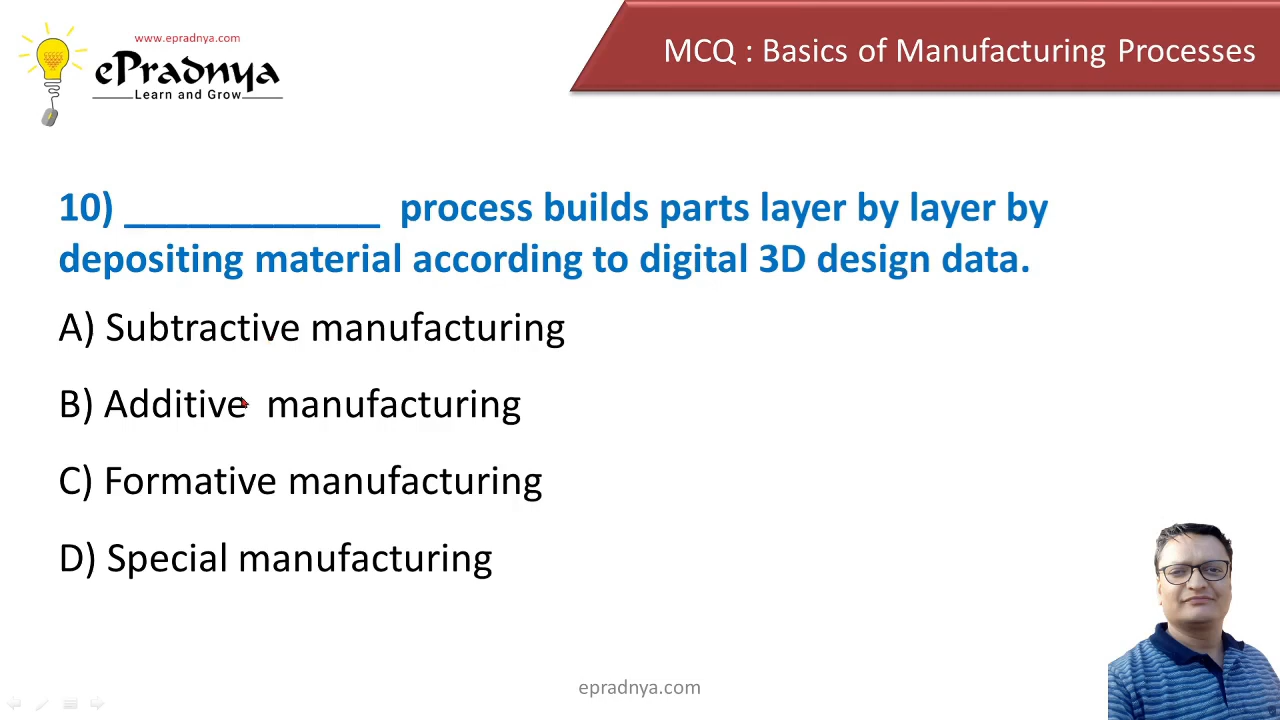 www.epradnya.com
ePradnya
Learn and Grow
MCQ : Basics of Manufacturing Processes
10) ____________ process builds parts layer by layer by
depositing material according to digital 3D design data.
A) Subtractive manufacturing
B) Additive manufacturing
C) Formative manufacturing
D) Special manufacturing
epradnya.com